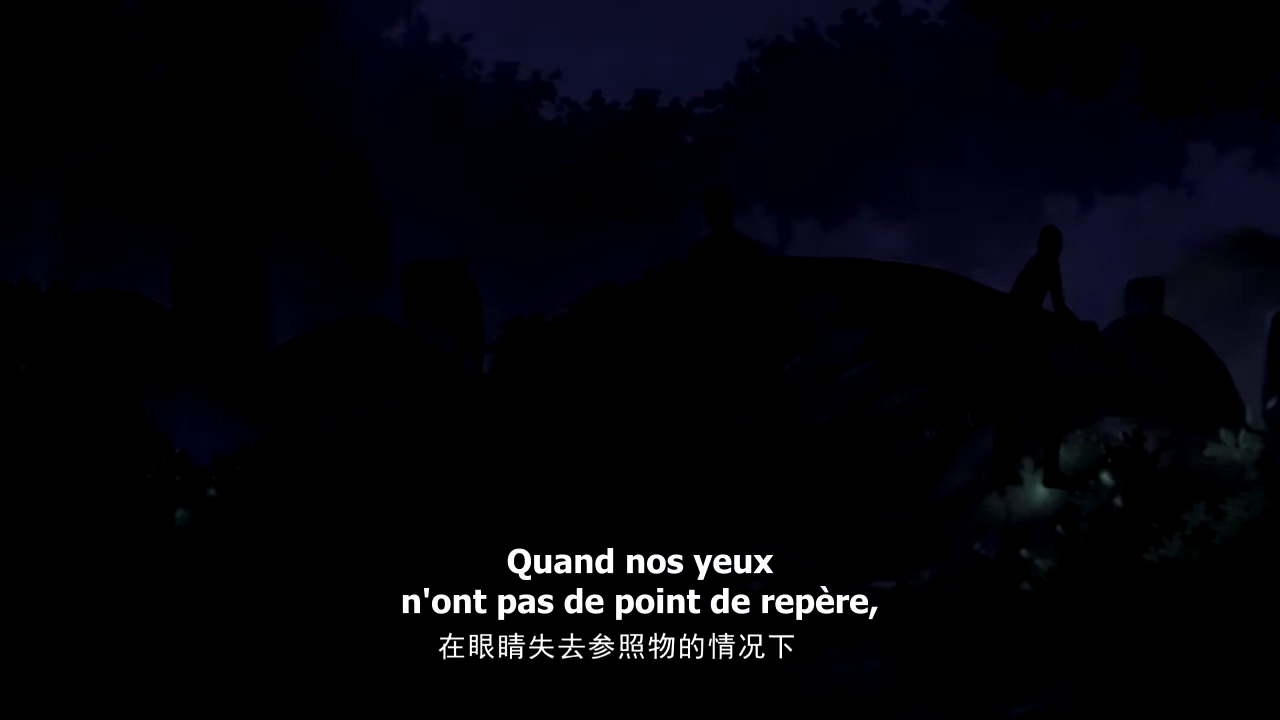 Quand nos yeux
n'ont pas de point de repère,
在眼睛失去参照物的情况下